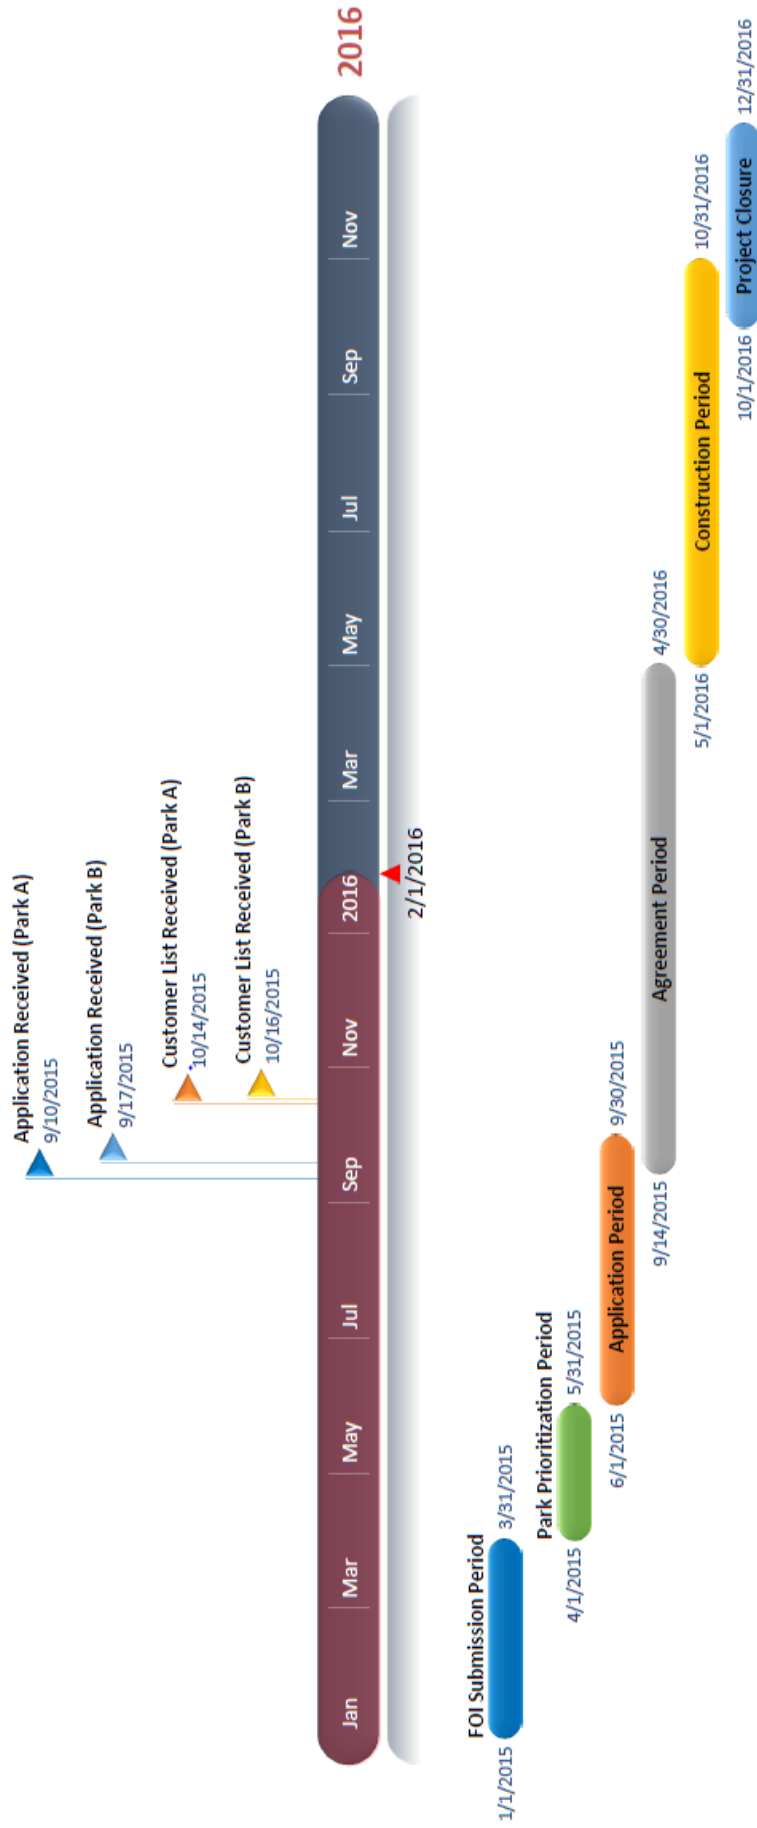 Application Received (Park A)
9/10/2015
Application Received (Park B)
9/17/2015
Customer List Received (Park A)
10/14/2015
Customer List Received (Park B)
10/16/2015
Jan Mar May Jul Sep Nov 2016 Mar May Jul Sep Nov 2016
2/1/2016
FOI Submission Period
1/1/2015 3/31/2015
Park Prioritization Period
4/1/2015 5/31/2015
6/1/2015 Application Period 9/30/2015
9/14/2015 Agreement Period 4/30/2016
5/1/2016 Construction Period 10/31/2016
10/1/2016 Project Closure 12/31/2016